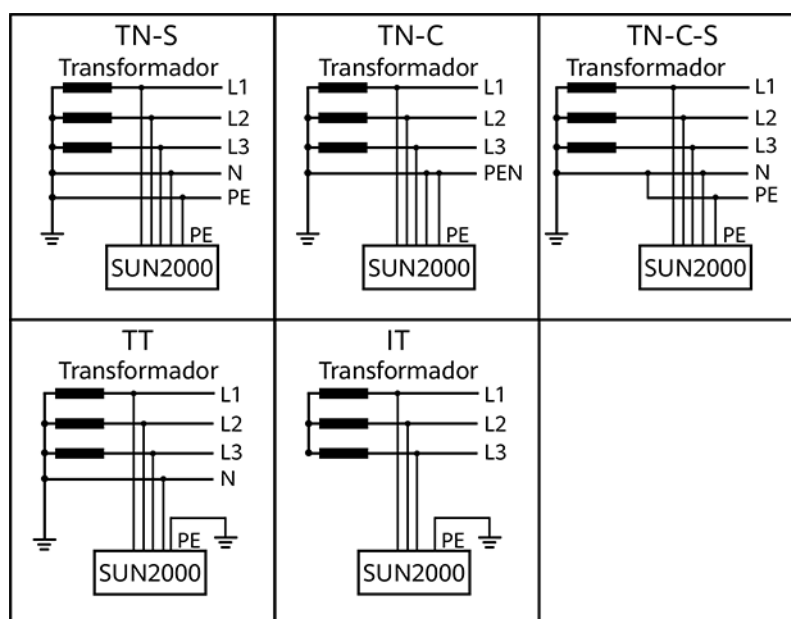 TN-S
Transformador
L1
L2
L3
N
PE
PE
SUN2000
TN-C
Transformador
L1
L2
L3
PEN
PE
SUN2000
TN-C-S
Transformador
L1
L2
L3
N
PE
PE
SUN2000
TT
Transformador
L1
L2
L3
N
PE
SUN2000
IT
Transformador
L1
L2
L3
PE
SUN2000